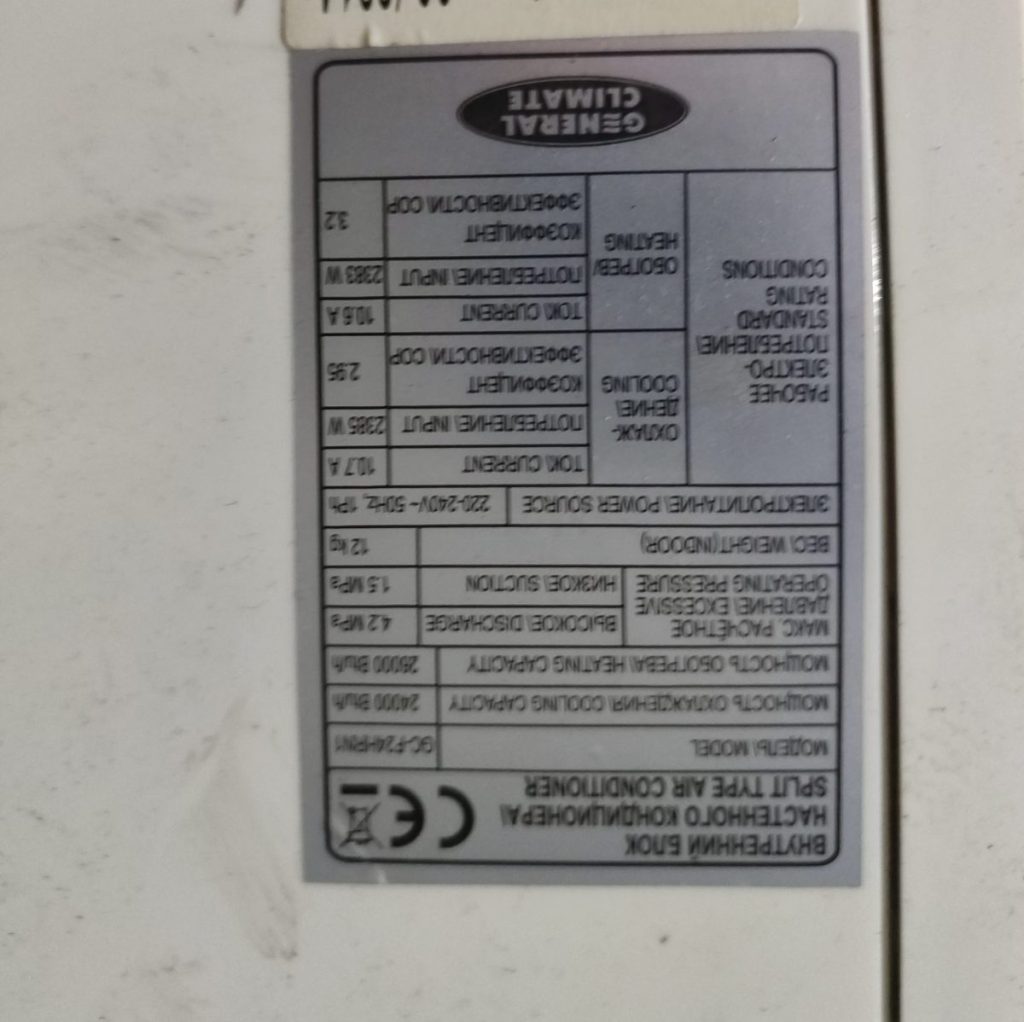 ВНУТРЕННИЙ БЛОК
НАСТЕННОГО КОНДИЦИОНЕРА\
SPLIT TYPE AIR CONDITIONER
CE
МОДЕЛЬ\ MODEL GC-F24HRIN1
МОЩНОСТЬ ОХЛАЖДЕНИЯ\ COOLING CAPACITY 24000 Btu/h
МОЩНОСТЬ ОБОГРЕВА\ HEATING CAPACITY 26000 Btu/h
МАКС. РАСЧЁТНОЕ
ДАВЛЕНИЕ\ EXCESSIVE
OPERATING PRESSURE
ВЫСОКОЕ\ DISCHARGE 4.2 MPa
НИЗКОЕ\ SUCTION 1.5 MPa
ВЕС\ WEIGHT(INDOOR) 12 kg
ЭЛЕКТРОПИТАНИЕ\ POWER SOURCE 220-240V~ 50Hz, 1Ph
РАБОЧЕЕ
ЭЛЕКТРО-
ПОТРЕБЛЕНИЕ\
STANDARD
RATING
CONDITIONS
ОХЛАЖ-
ДЕНИЕ\
COOLING
ТОК\ CURRENT 10.7 A
ПОТРЕБЛЕНИЕ\ INPUT 2385 W
КОЭФФИЦЕНТ
ЭФФЕКТИВНОСТИ\ COP 2.95
ОБОГРЕВ\
HEATING
ТОК\ CURRENT 10.6 A
ПОТРЕБЛЕНИЕ\ INPUT 2383 W
КОЭФФИЦЕНТ
ЭФФЕКТИВНОСТИ\ COP 3.2
GENERAL
CLIMATE